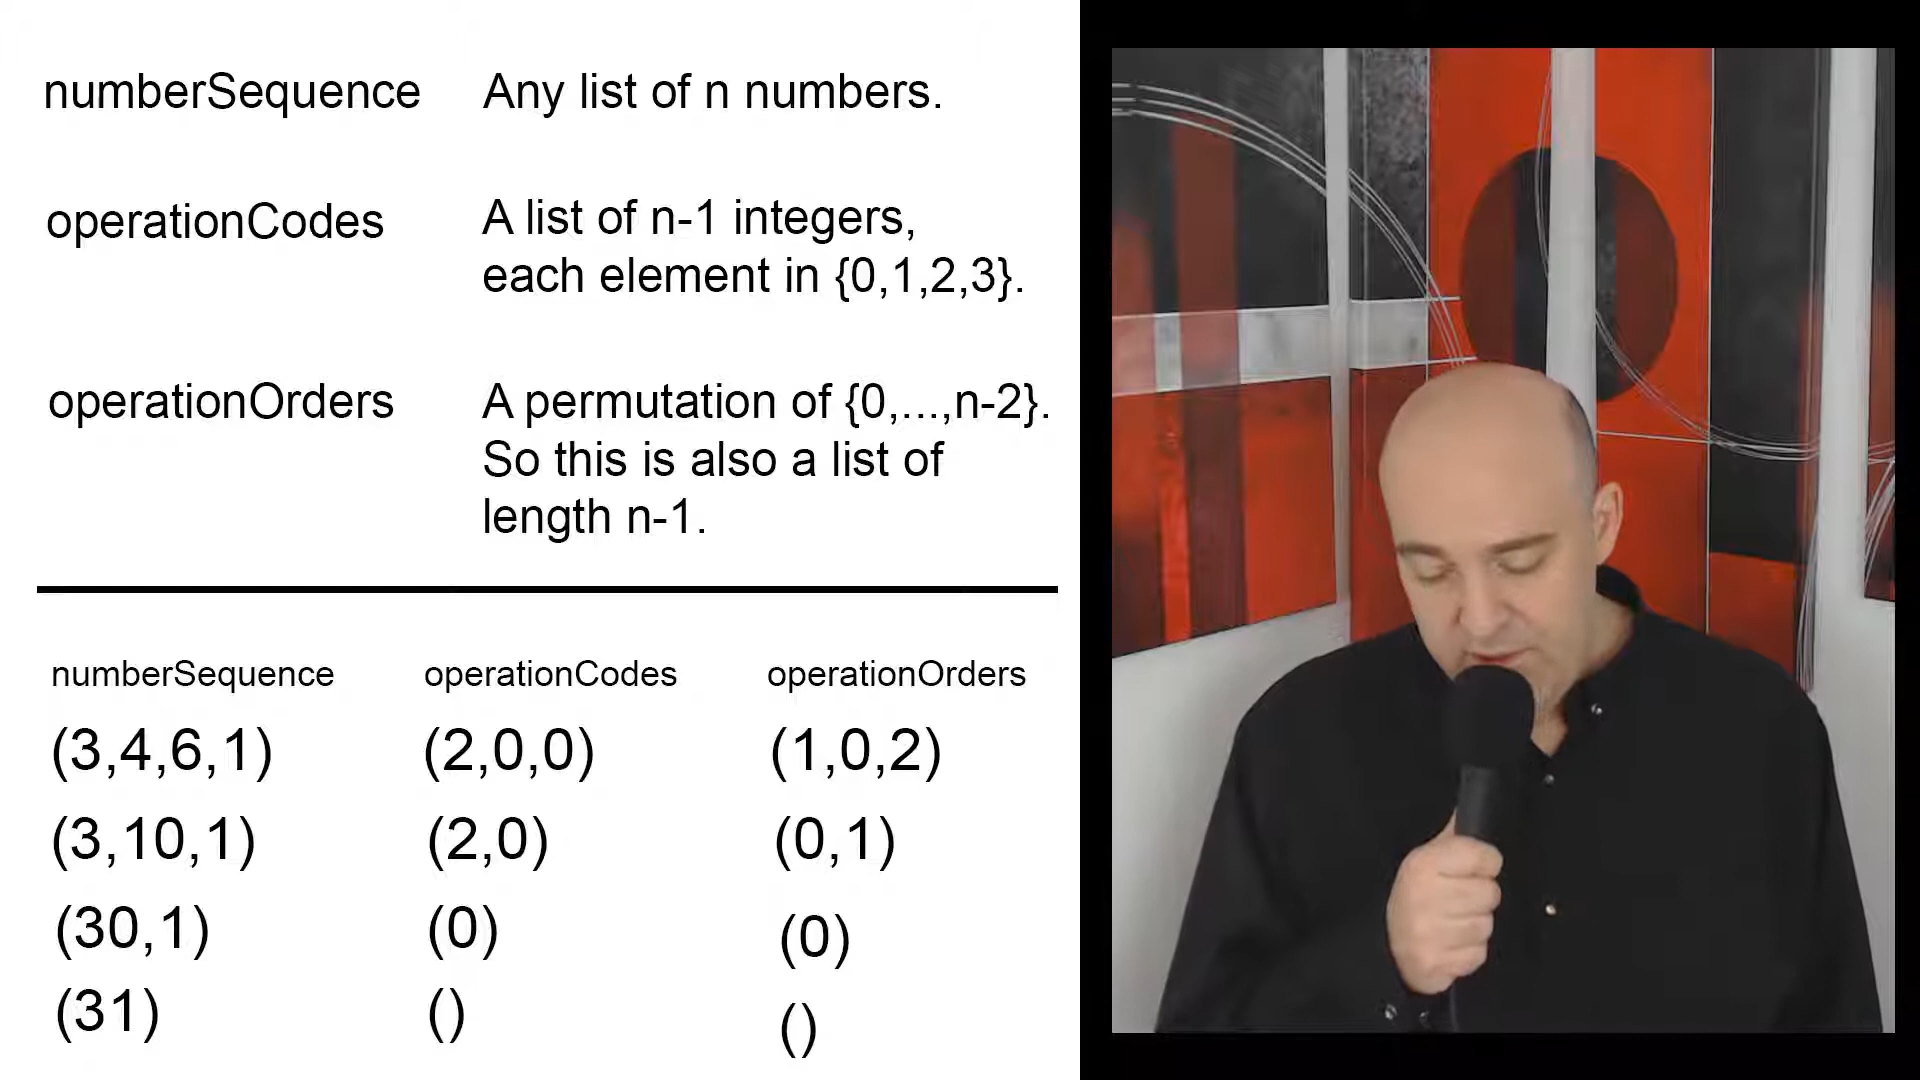 numberSequence Any list of n numbers.
operationCodes A list of n-1 integers,
each element in {0,1,2,3}.
operationOrders A permutation of {0,...,n-2}.
So this is also a list of
length n-1.
numberSequence operationCodes operationOrders
(3,4,6,1) (2,0,0) (1,0,2)
(3,10,1) (2,0) (0,1)
(30,1) (0) (0)
(31) () ()